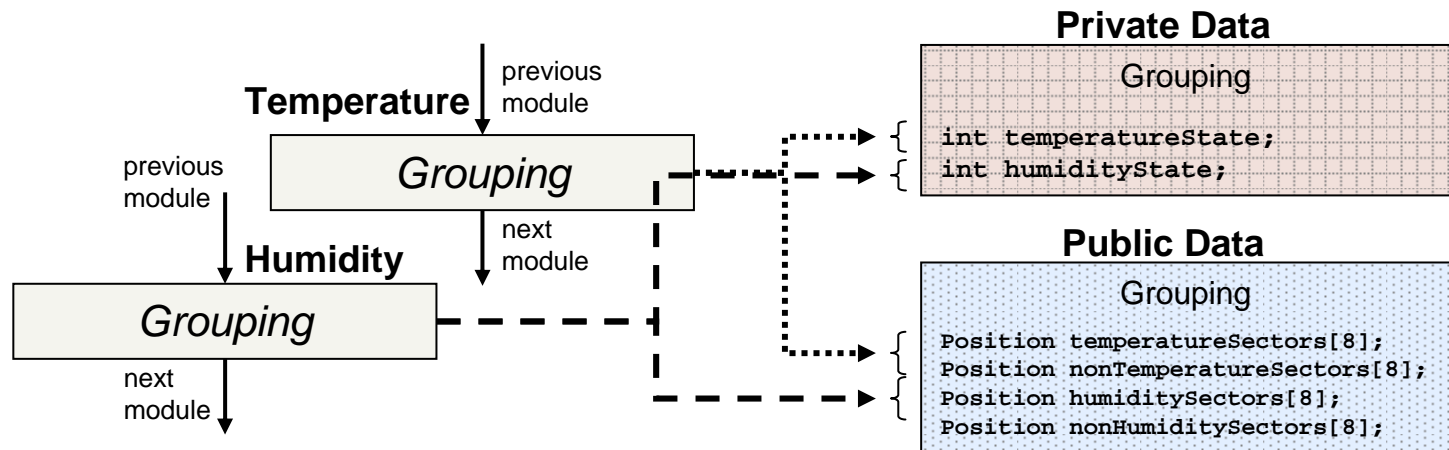 previous
module
Temperature
Grouping
next
module
previous
module
Humidity
Grouping
next
module
Private Data
Grouping
int temperatureState;
int humidityState;
Public Data
Grouping
Position temperatureSectors[8];
Position nonTemperatureSectors[8];
Position humiditySectors[8];
Position nonHumiditySectors[8];